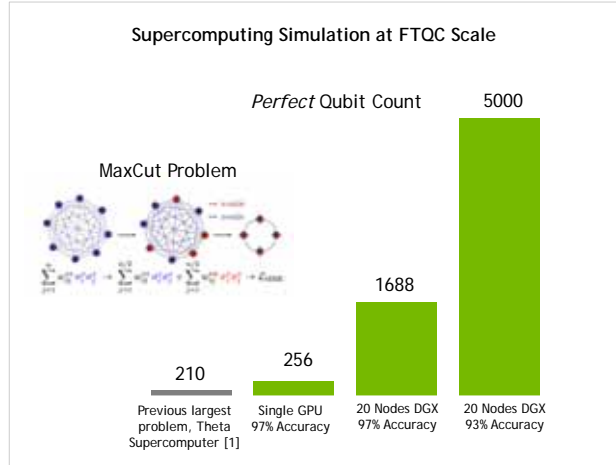 Supercomputing Simulation at FTQC Scale
Perfect Qubit Count
5000
MaxCut Problem
1688
210
256
Previous largest
problem, Theta
Supercomputer [1]
Single GPU
97% Accuracy
20 Nodes DGX
97% Accuracy
20 Nodes DGX
93% Accuracy